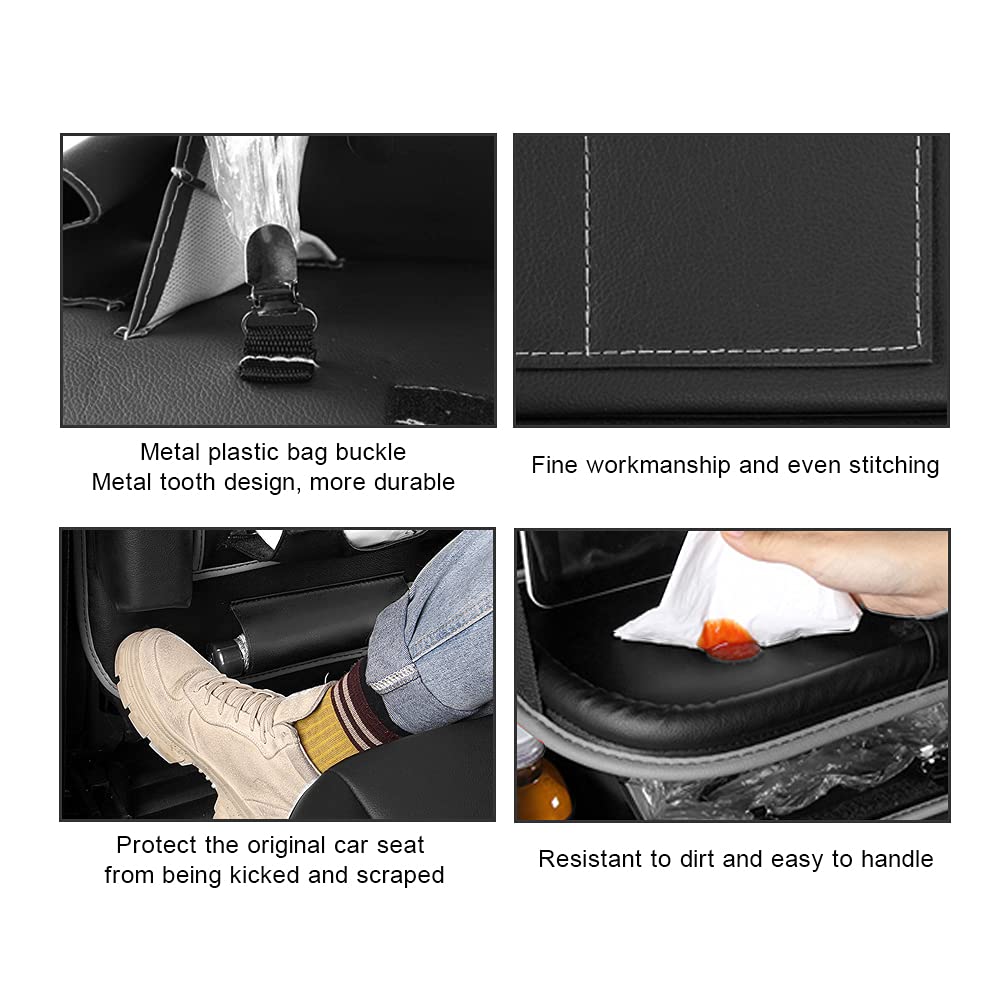 Metal plastic bag buckle
Metal tooth design, more durable
Fine workmanship and even stitching
Protect the original car seat
from being kicked and scraped
Resistant to dirt and easy to handle